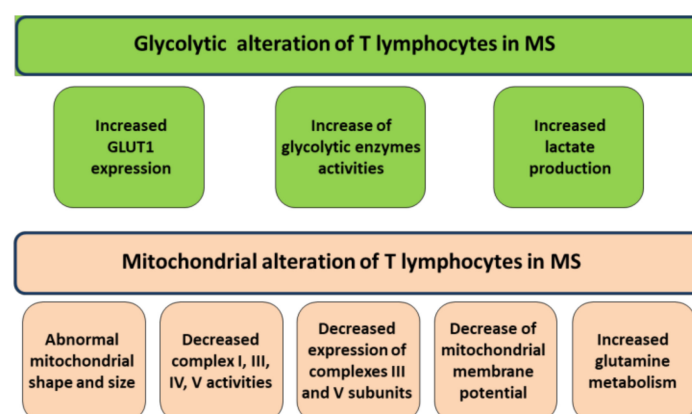 Glycolytic alteration of T lymphocytes in MS
Increased
GLUT1
expression
Increase of
glycolytic enzymes
activities
Increased
lactate
production
Mitochondrial alteration of T lymphocytes in MS
Abnormal
mitochondrial
shape and size
Decreased
complex I, III,
IV, V activities
Decreased
expression of
complexes III
and V subunits
Decrease of
mitochondrial
membrane
potential
Increased
glutamine
metabolism